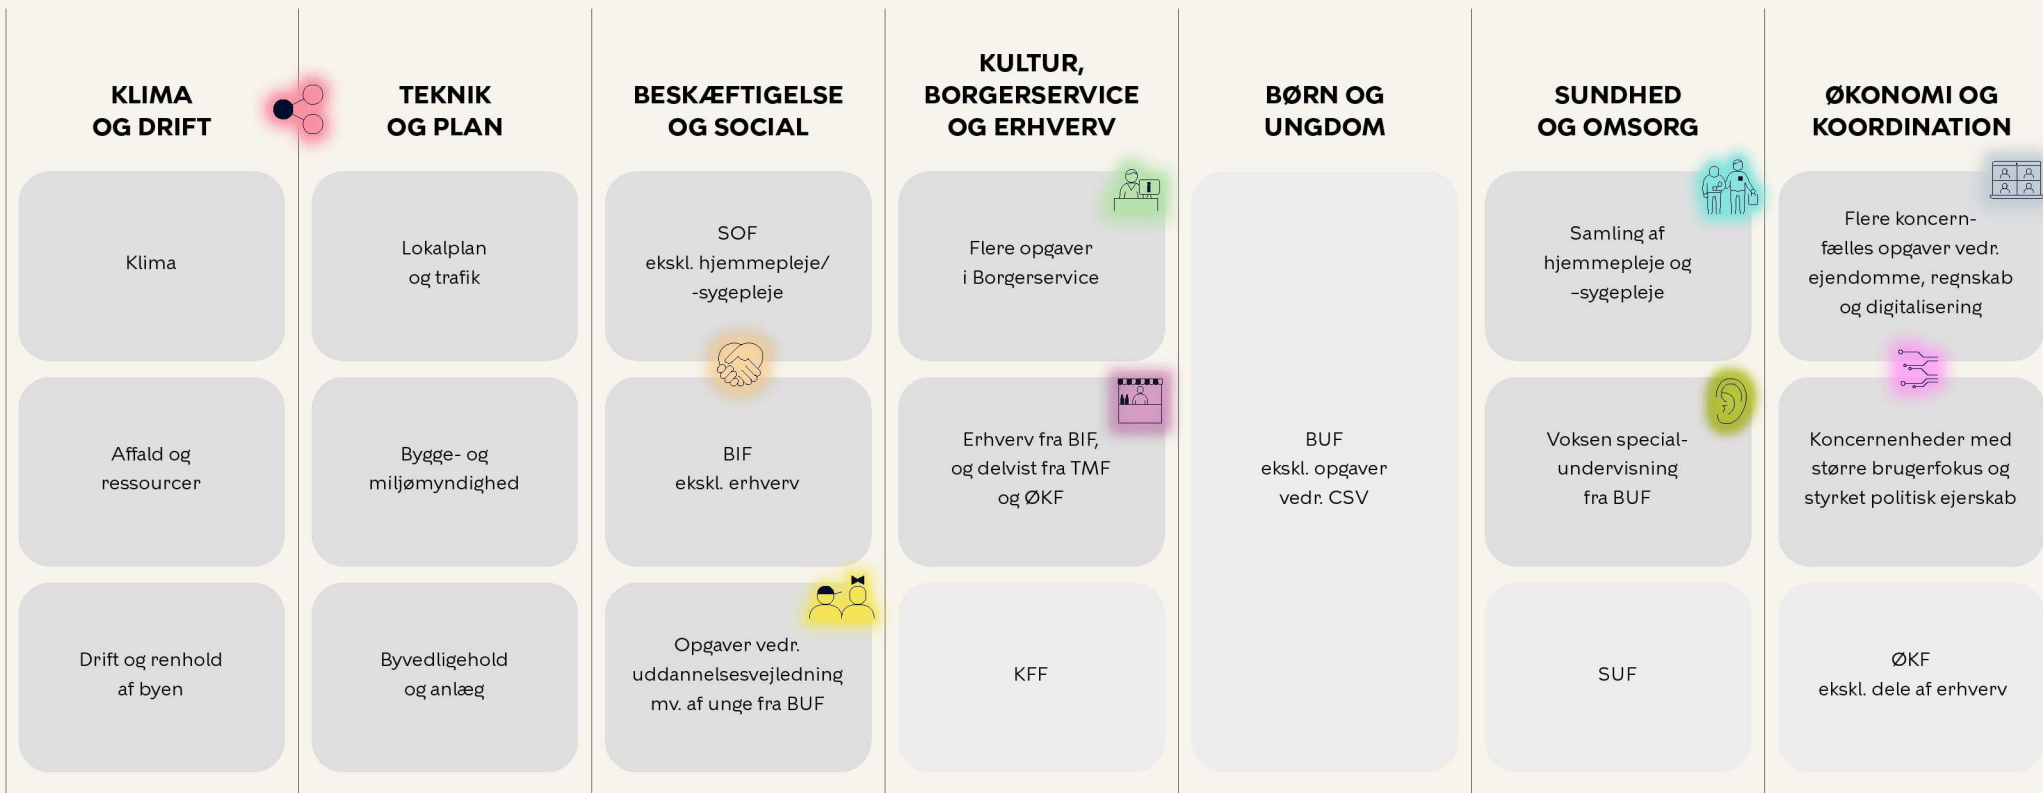 KLIMA
OG DRIFT
Klima
Affald og
ressourcer
Drift og renhold
af byen
TEKNIK
OG PLAN
Lokalplan
og trafik
Bygge- og
miljømyndighed
Byvedligehold
og anlæg
BESKÆFTIGELSE
OG SOCIAL
SOF
ekskl. hjemmepleje/
-sygepleje
BIF
ekskl. erhverv
Opgaver vedr.
uddannelsesvejledning
mv. af unge fra BUF
KULTUR,
BORGERSERVICE
OG ERHVERV
Flere opgaver
i Borgerservice
Erhverv fra BIF,
og delvist fra TMF
og ØKF
KFF
BØRN OG
UNGDOM
BUF
ekskl. opgaver
vedr. CSV
SUNDHED
OG OMSORG
Samling af
hjemmepleje og
–sygepleje
Voksen special-
undervisning
fra BUF
SUF
ØKONOMI OG
KOORDINATION
Flere koncern-
fælles opgaver vedr.
ejendomme, regnskab
og digitalisering
Koncernenheder med
større brugerfokus og
styrket politisk ejerskab
ØKF
ekskl. dele af erhverv